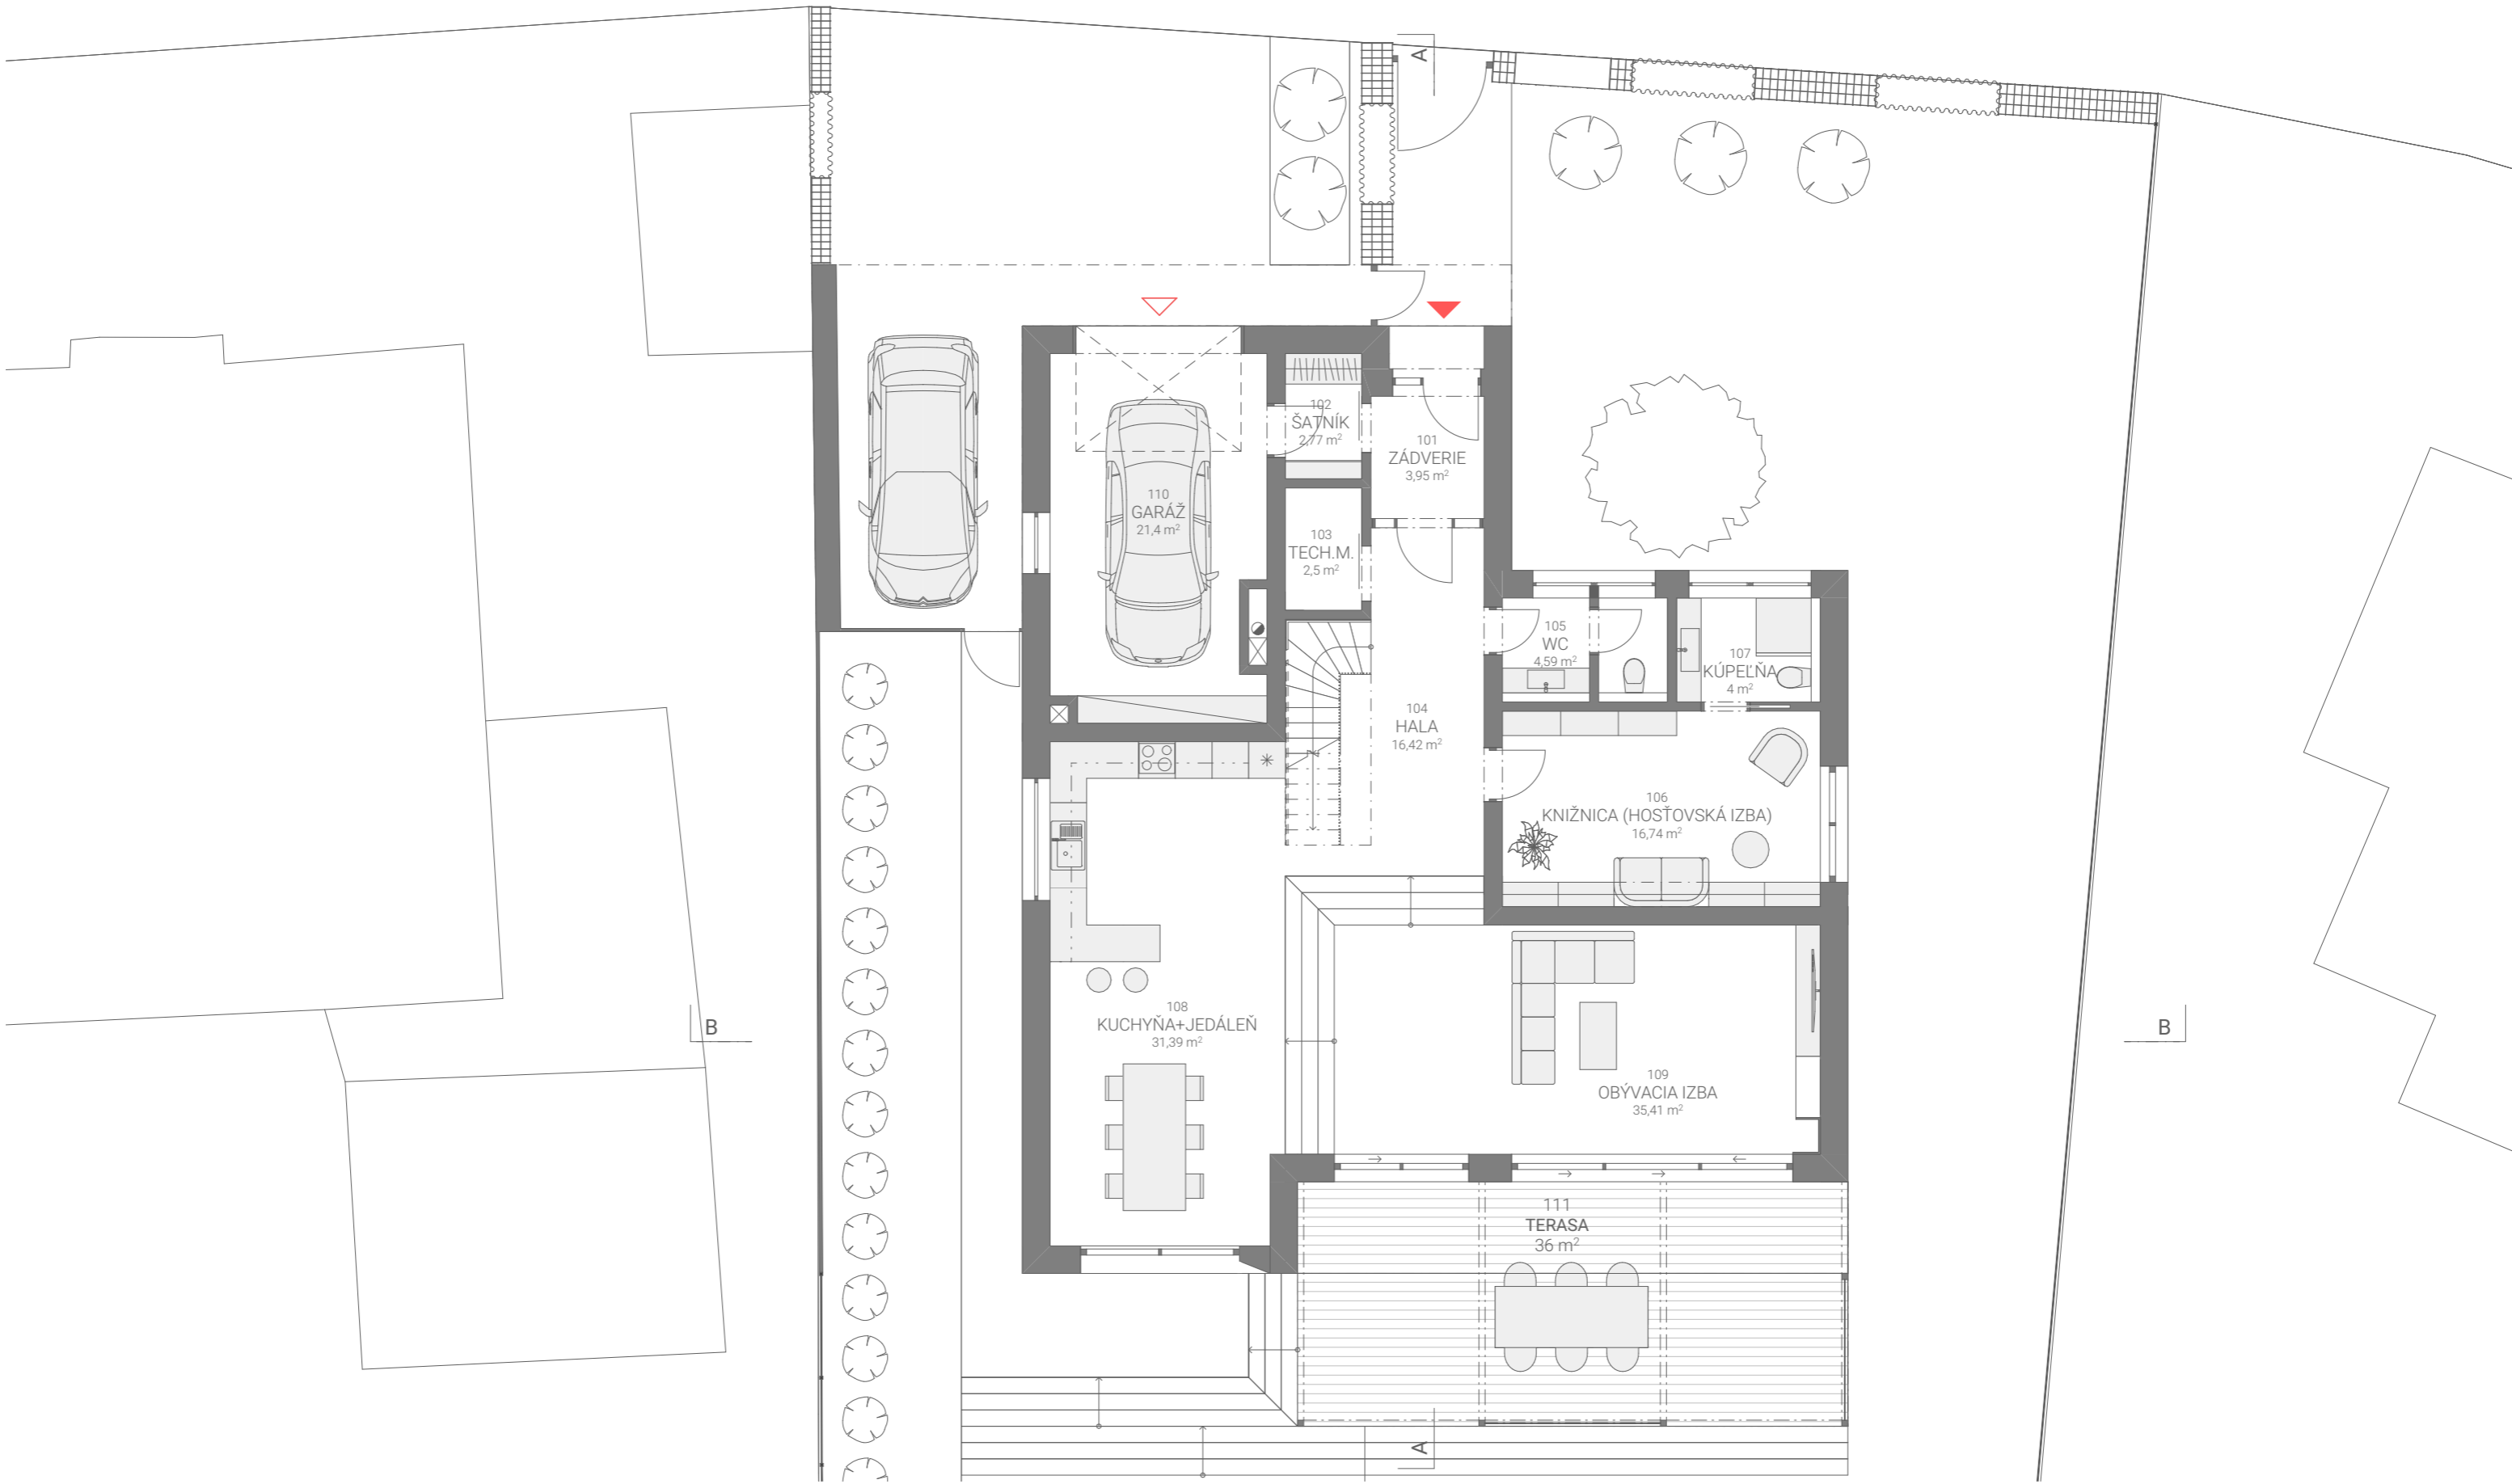 A
102
ŠATNÍK
2,77 m²
101
ZÁDVERIE
3,95 m²
110
GARÁŽ
21,4 m²
103
TECH.M.
2,5 m²
105
WC
4,59 m²
107
KÚPEĽŇA
4 m²
104
HALA
16,42 m²
106
KNIŽNICA (HOSŤOVSKÁ IZBA)
16,74 m²
108
KUCHYŇA+JEDÁLEŇ
31,39 m²
B
B
109
OBÝVACIA IZBA
35,41 m²
111
TERASA
36 m²
A